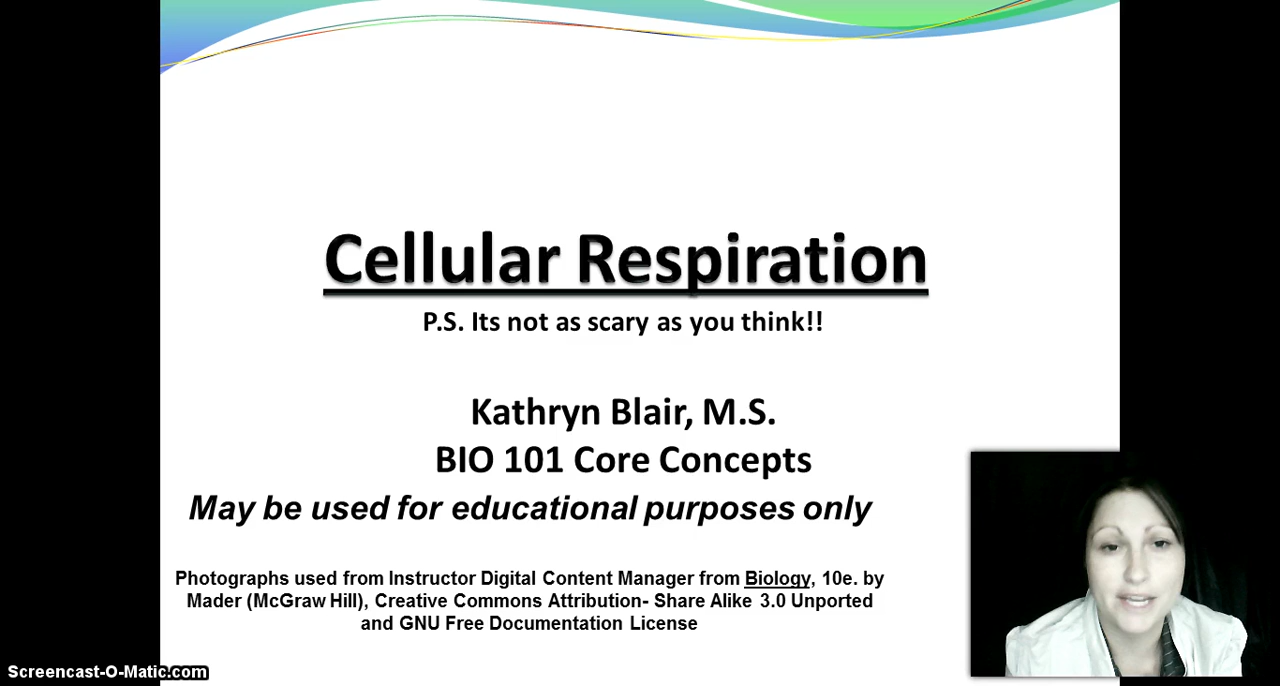 Cellular Respiration
P.S. Its not as scary as you think!!
Kathryn Blair, M.S.
BIO 101 Core Concepts
May be used for educational purposes only
Photographs used from Instructor Digital Content Manager from Biology, 10e. by
Mader (McGraw Hill), Creative Commons Attribution- Share Alike 3.0 Unported
and GNU Free Documentation License
Screencast-O-Matic.com